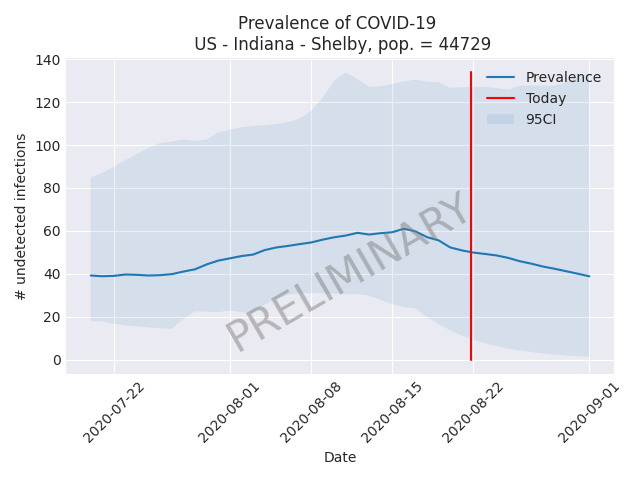 Prevalence of COVID-19
US - Indiana - Shelby, pop. = 44729
# undetected infections
140
120
100
80
60
40
20
0
Prevalence
Today
95CI
PRELIMINARY
2020-07-22
2020-08-01
2020-08-08
2020-08-15
2020-08-22
2020-09-01
Date